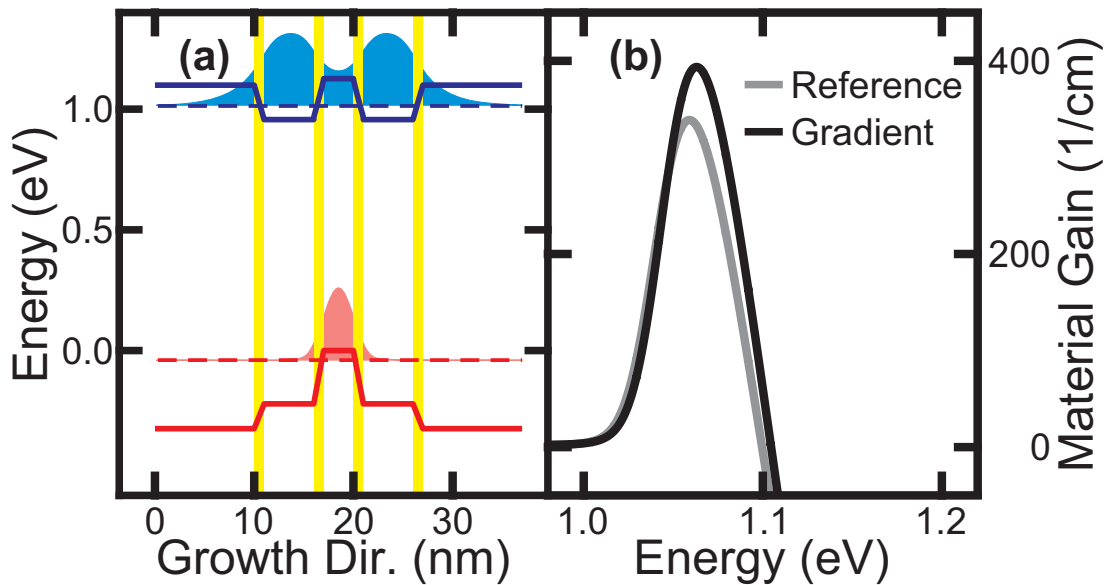 (a)
1.0
0.5
0.0
Energy (eV)
0 10 20 30
Growth Dir. (nm)
(b)
Reference
Gradient
400
200
0
Material Gain (1/cm)
1.0 1.1 1.2
Energy (eV)